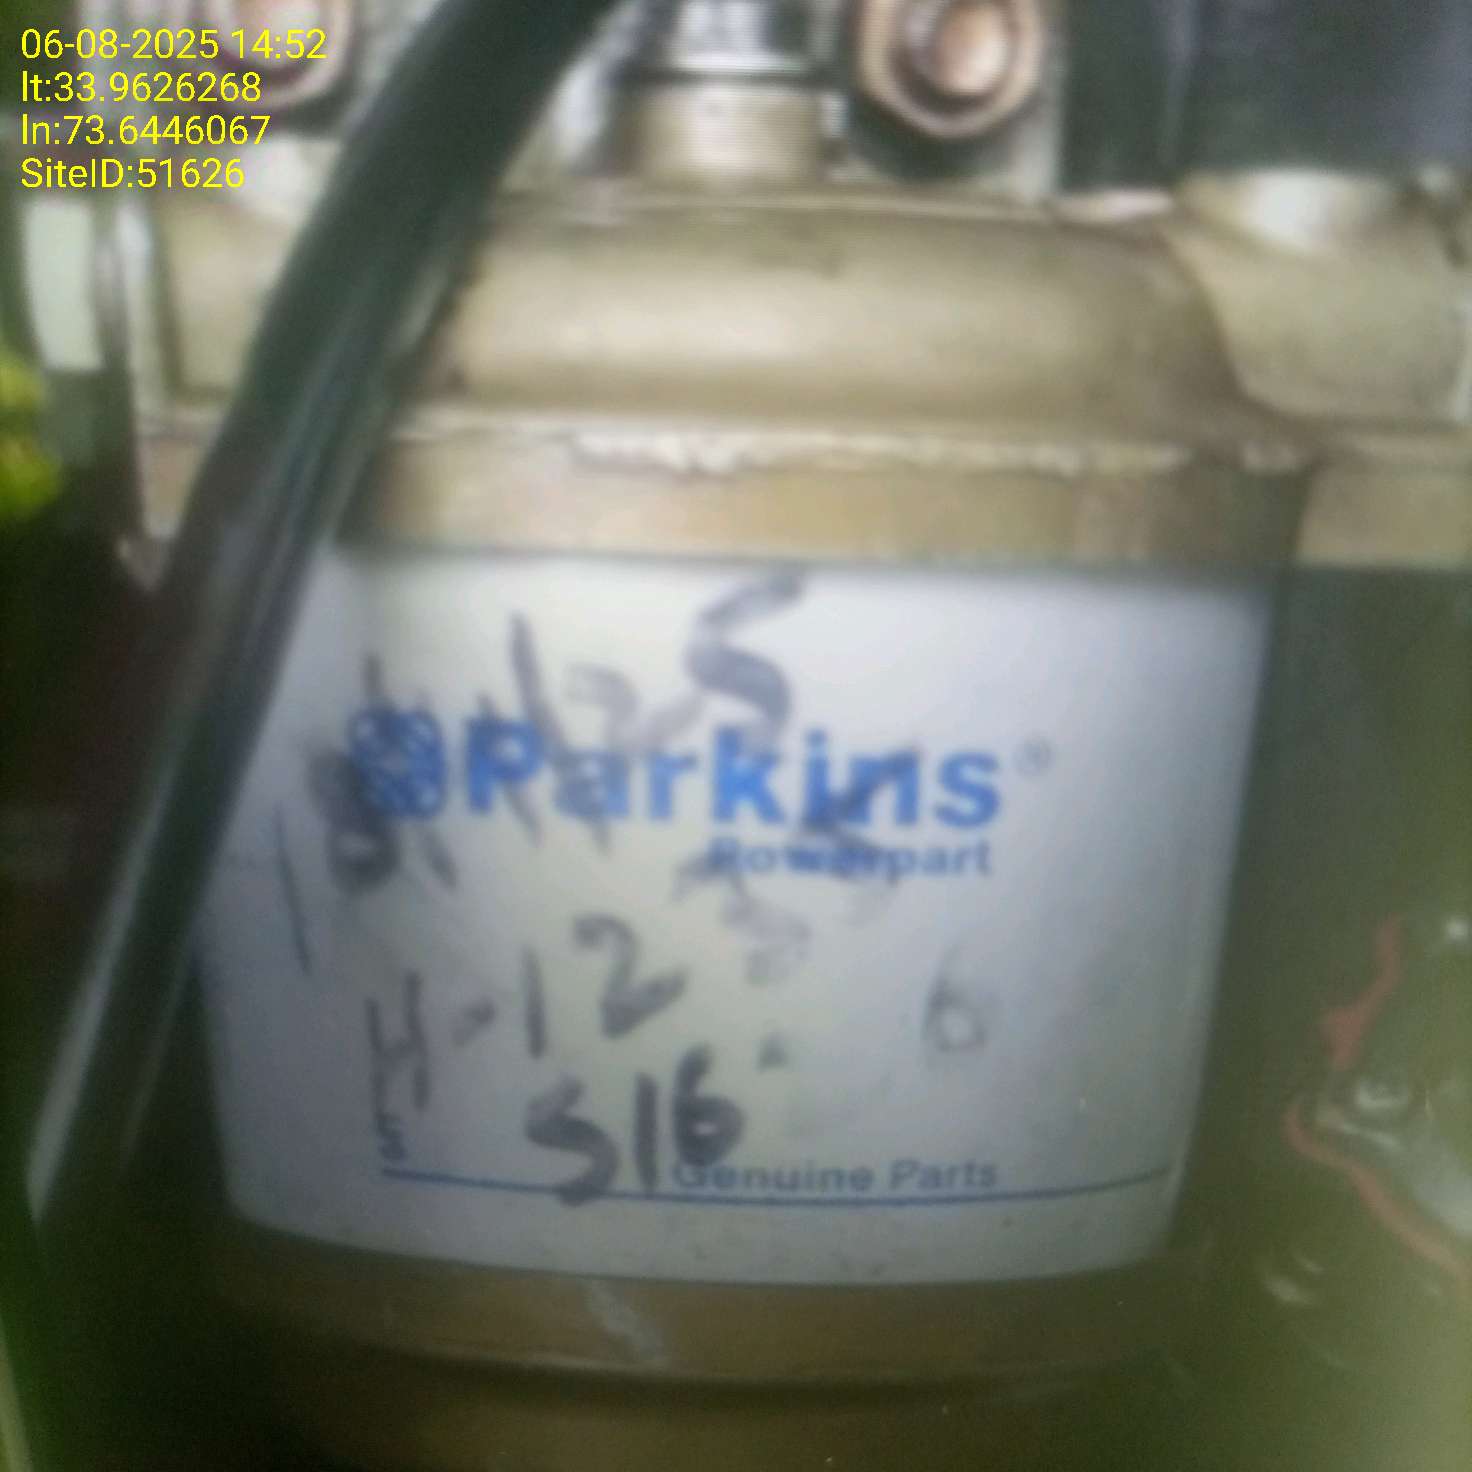 06-08-2025 14:52
lt:33.9626268
ln:73.6446067
SiteID:51626
Parkins®
Powerpart
H-12
S16
6
Genuine Parts